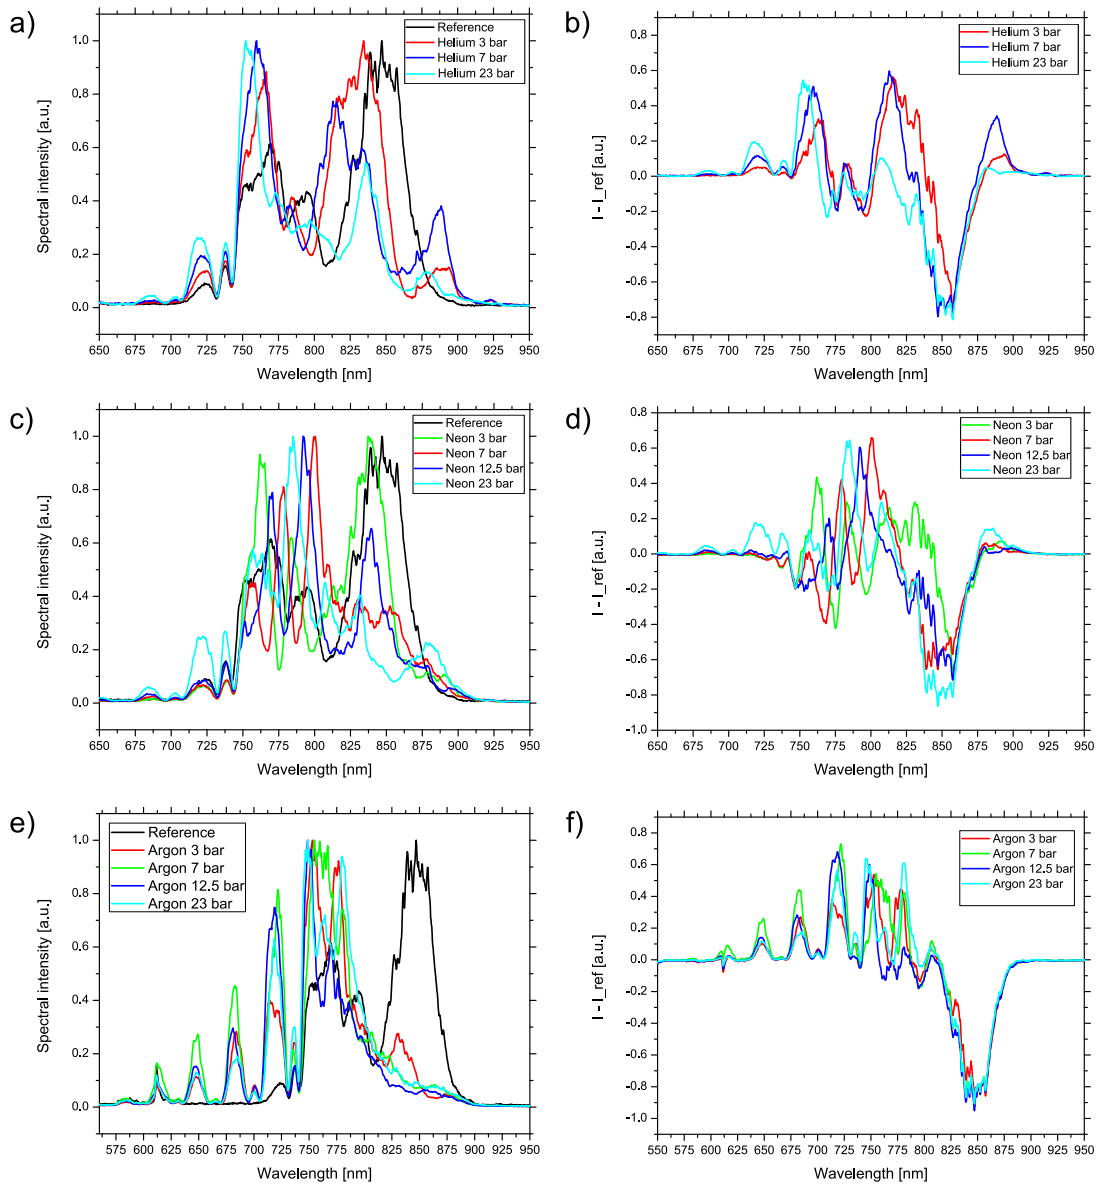 a)
Spectral intensity [a.u.]
1.0
0.8
0.6
0.4
0.2
0.0
Reference
Helium 3 bar
Helium 7 bar
Helium 23 bar
650 675 700 725 750 775 800 825 850 875 900 925 950
Wavelength [nm]
b)
I - I_ref [a.u.]
0.8
0.6
0.4
0.2
0.0
-0.2
-0.4
-0.6
-0.8
Helium 3 bar
Helium 7 bar
Helium 23 bar
650 675 700 725 750 775 800 825 850 875 900 925 950
Wavelength [nm]
c)
Spectral intensity [a.u.]
1.0
0.8
0.6
0.4
0.2
0.0
Reference
Neon 3 bar
Neon 7 bar
Neon 12.5 bar
Neon 23 bar
650 675 700 725 750 775 800 825 850 875 900 925 950
Wavelength [nm]
d)
I - I_ref [a.u.]
0.8
0.6
0.4
0.2
0.0
-0.2
-0.4
-0.6
-0.8
-1.0
Neon 3 bar
Neon 7 bar
Neon 12.5 bar
Neon 23 bar
650 675 700 725 750 775 800 825 850 875 900 925 950
Wavelength [nm]
e)
Spectral intensity [a.u.]
1.0
0.8
0.6
0.4
0.2
0.0
Reference
Argon 3 bar
Argon 7 bar
Argon 12.5 bar
Argon 23 bar
575 600 625 650 675 700 725 750 775 800 825 850 875 900 925 950
Wavelength [nm]
f)
I - I_ref [a.u.]
0.8
0.6
0.4
0.2
0.0
-0.2
-0.4
-0.6
-0.8
-1.0
Argon 3 bar
Argon 7 bar
Argon 12.5 bar
Argon 23 bar
550 575 600 625 650 675 700 725 750 775 800 825 850 875 900 925 950
Wavelength [nm]